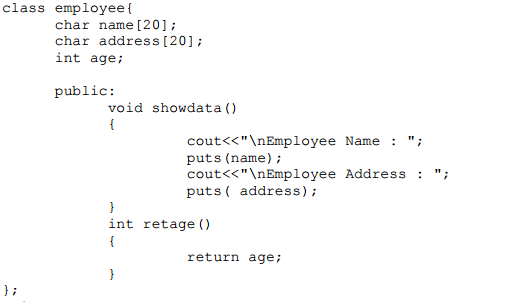 class employee{
char name[20];
char address[20];
int age;
public:
void showdata()
{
cout<<"\nEmployee Name : ";
puts(name);
cout<<"\nEmployee Address : ";
puts( address);
}
int retage()
{
return age;
}
};